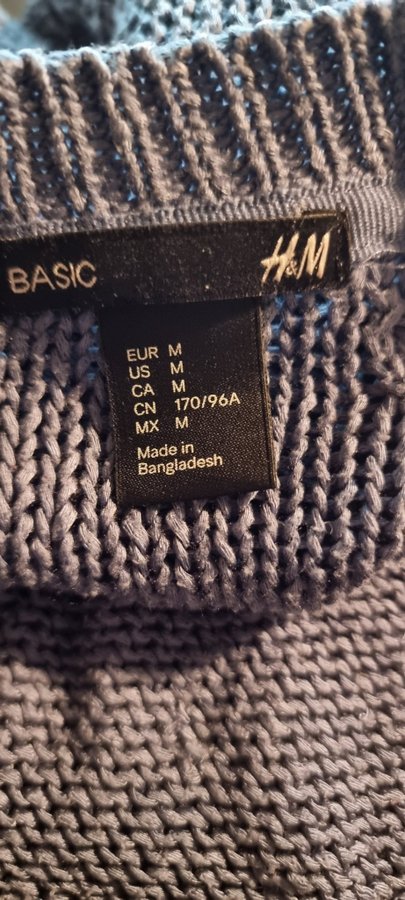 BASIC H&M
EUR M
US M
CA M
CN 170/96A
MX M
Made in
Bangladesh